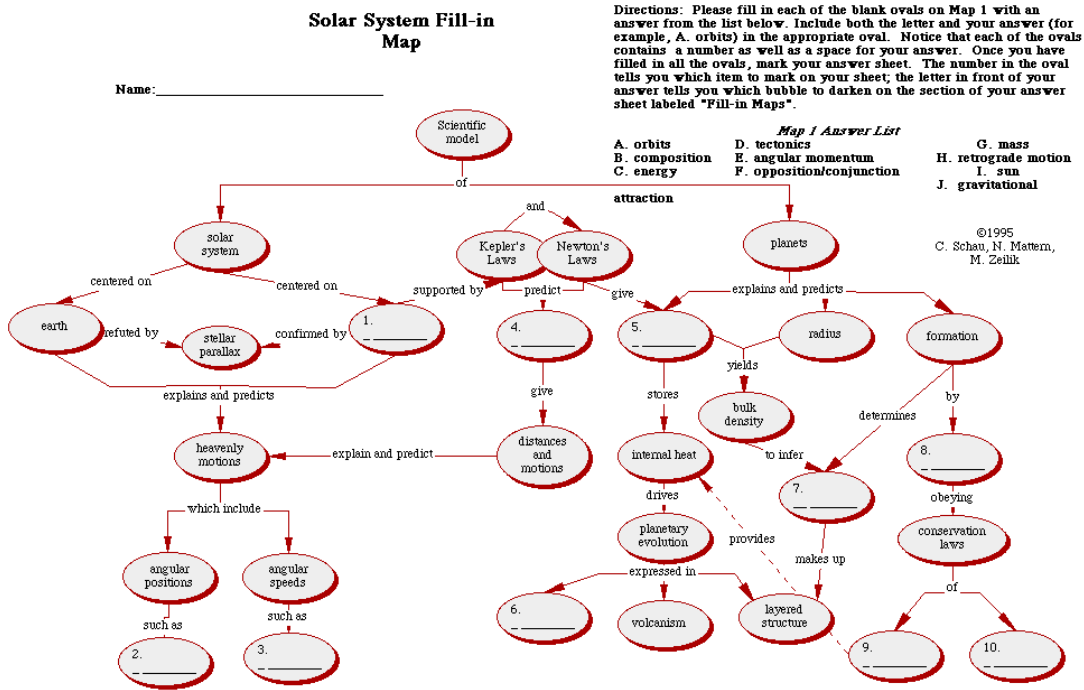 Solar System Fill-in
Map
Name:
Directions: Please fill in each of the blank ovals on Map 1 with an
answer from the list below. Include both the letter and your answer (for
example, A. orbits) in the appropriate oval. Notice that each of the ovals
contains a number as well as a space for your answer. Once you have
filled in all the ovals, mark your answer sheet. The number in the oval
tells you which item to mark on your sheet; the letter in front of your
answer tells you which bubble to darken on the section of your answer
sheet labeled "Fill-in Maps".
Map 1 Answer List
A. orbits D. tectonics G. mass
B. composition E. angular momentum H. retrograde motion
C. energy F. opposition/conjunction I. sun
J. gravitational
attraction
©1995
C. Schau, N. Mattern,
M. Zeilik
Scientific
model
of
solar
system
and
Kepler's
Laws
Newton's
Laws
planets
centered on
centered on
supported by
predict
give
explains and predicts
earth
refuted by
stellar
parallax
confirmed by
1.
4.
5.
radius
formation
explains and predicts
give
stores
yields
bulk
density
determines
by
heavenly
motions
explain and predict
distances
and
motions
internal heat
to infer
7.
8.
which include
drives
obeying
planetary
evolution
provides
makes up
conservation
laws
angular
positions
angular
speeds
expressed in
of
such as
such as
6.
volcanism
layered
structure
2.
3.
9.
10.